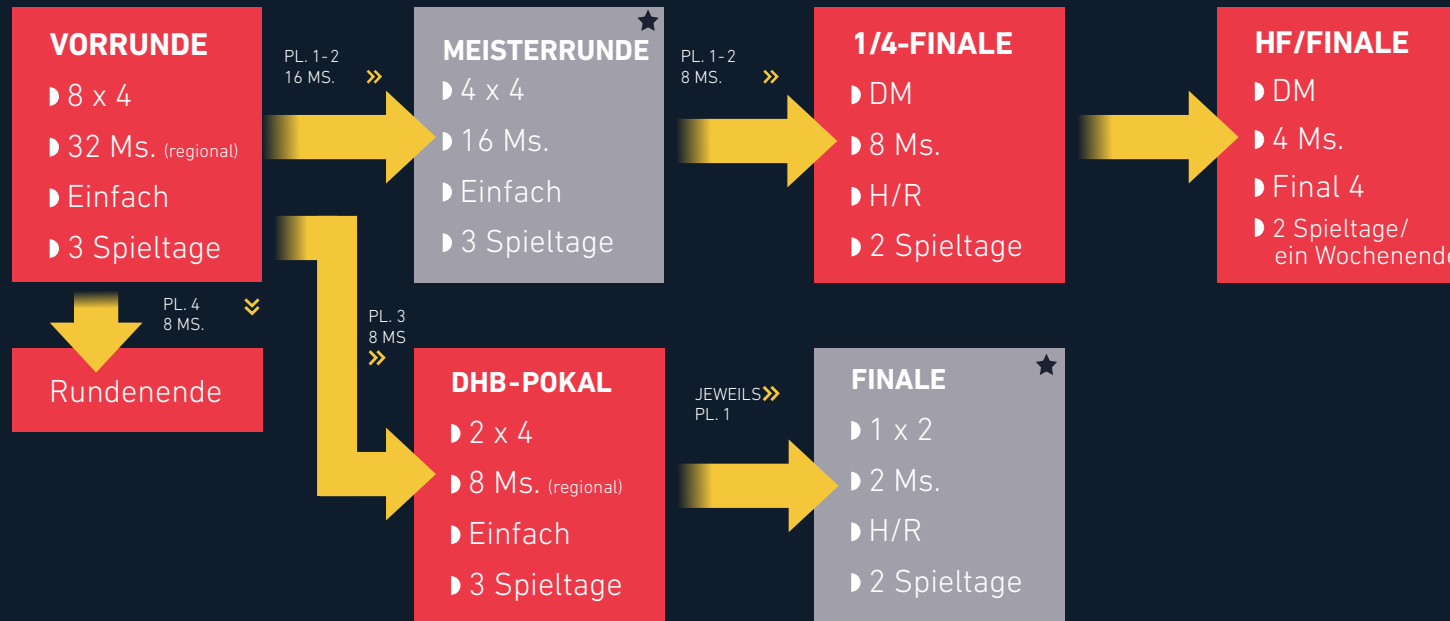 VORRUNDE
8 x 4
32 Ms. (regional)
Einfach
3 Spieltage
PL. 1-2
16 MS.
MEISTERRUNDE
4 x 4
16 Ms.
Einfach
3 Spieltage
PL. 1-2
8 MS.
1/4-FINALE
DM
8 Ms.
H/R
2 Spieltage
HF/FINALE
DM
4 Ms.
Final 4
2 Spieltage/
ein Wochenende
PL. 4
8 MS.
Rundenende
PL. 3
8 MS
DHB-POKAL
2 x 4
8 Ms. (regional)
Einfach
3 Spieltage
JEWEILS
PL. 1
FINALE
1 x 2
2 Ms.
H/R
2 Spieltage